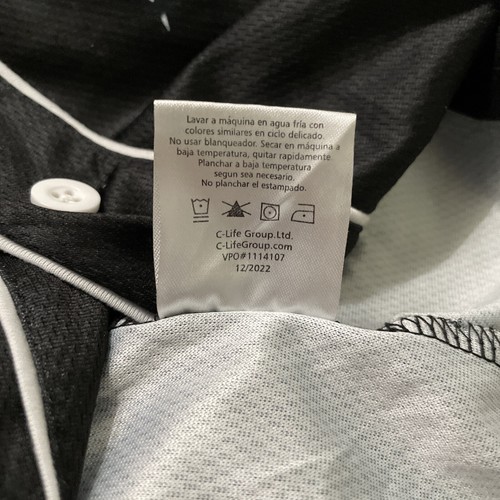 Lavar a máquina en agua fría con
colores similares en ciclo delicado.
No usar blanqueador. Secar en máquina a
baja temperatura, quitar rapidamente.
Planchar a baja temperatura
segun sea necesario.
No planchar el estampado.
C-Life Group.Ltd.
C-LifeGroup.com
VPO#1114107
12/2022